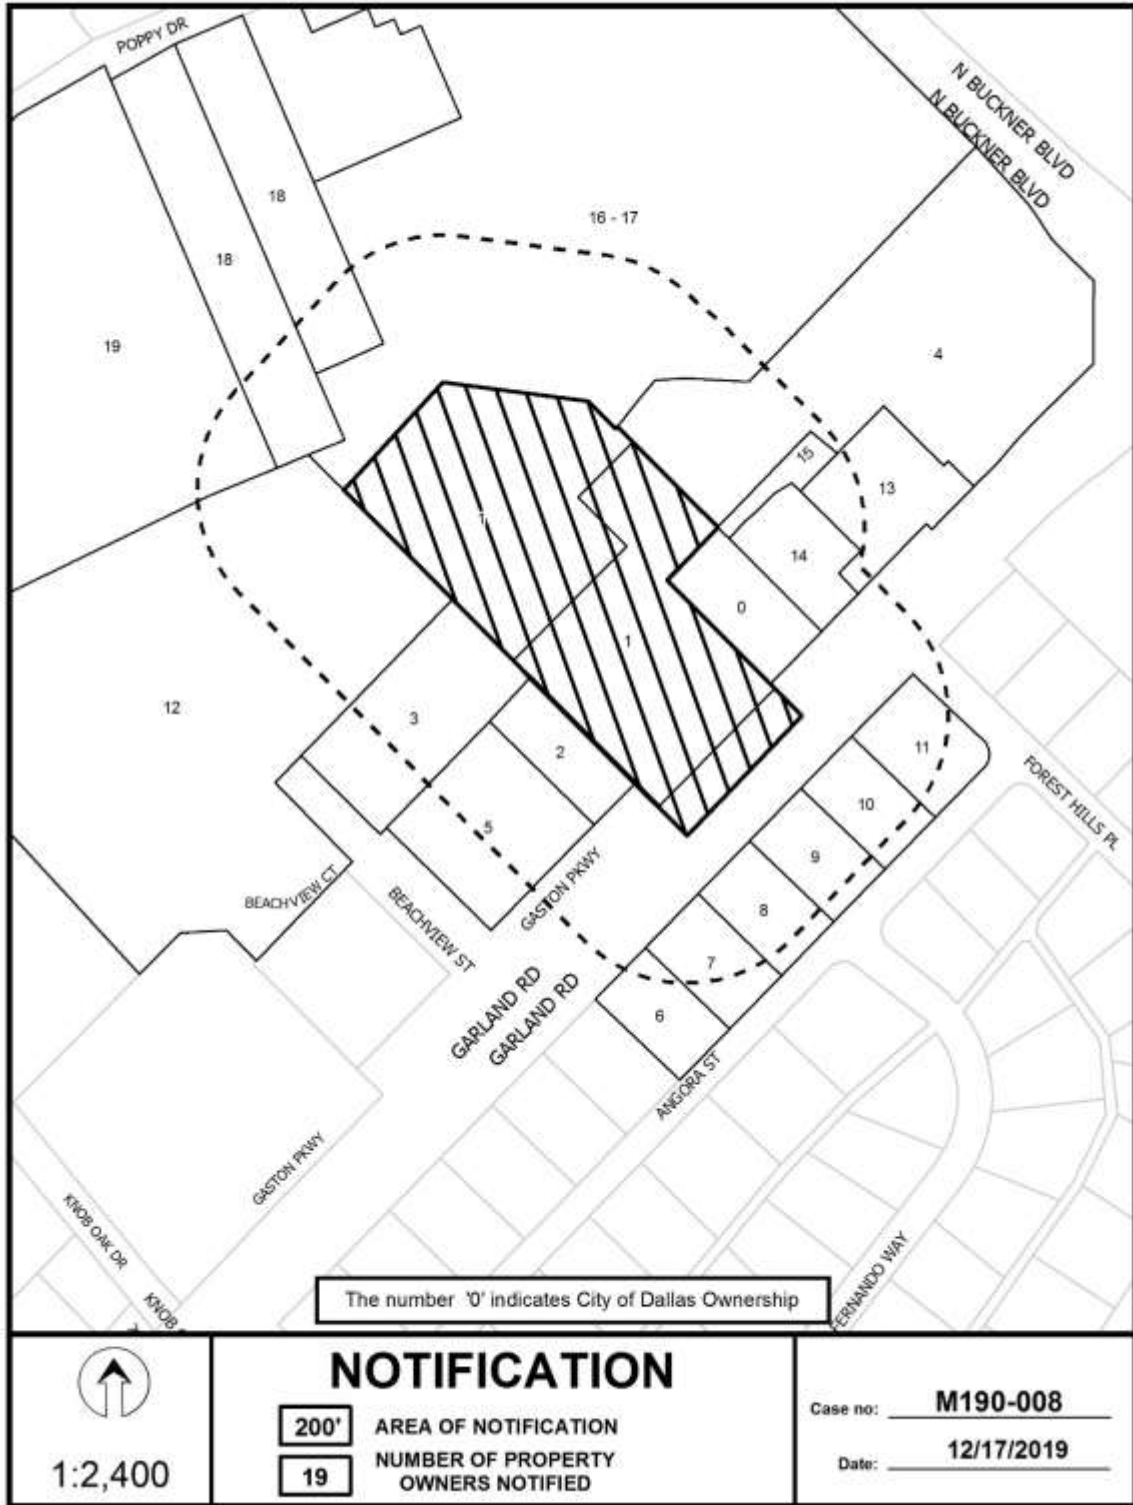 POPPY DR
N BUCKNER BLVD
N BUCKNER BLVD
18
16 - 17
18
19
4
15
13
1
14
0
1
12
3
2
11
FOREST HILLS PL
10
5
9
GASTON PKWY
BEACHVIEW CT
BEACHVIEW ST
8
7
GARLAND RD
GARLAND RD
6
ANGORA ST
GASTON PKWY
KNOB OAK DR
KNOB
FERNANDO WAY
The number '0' indicates City of Dallas Ownership
NOTIFICATION
200' AREA OF NOTIFICATION
19 NUMBER OF PROPERTY
OWNERS NOTIFIED
1:2,400
Case no: M190-008
Date: 12/17/2019